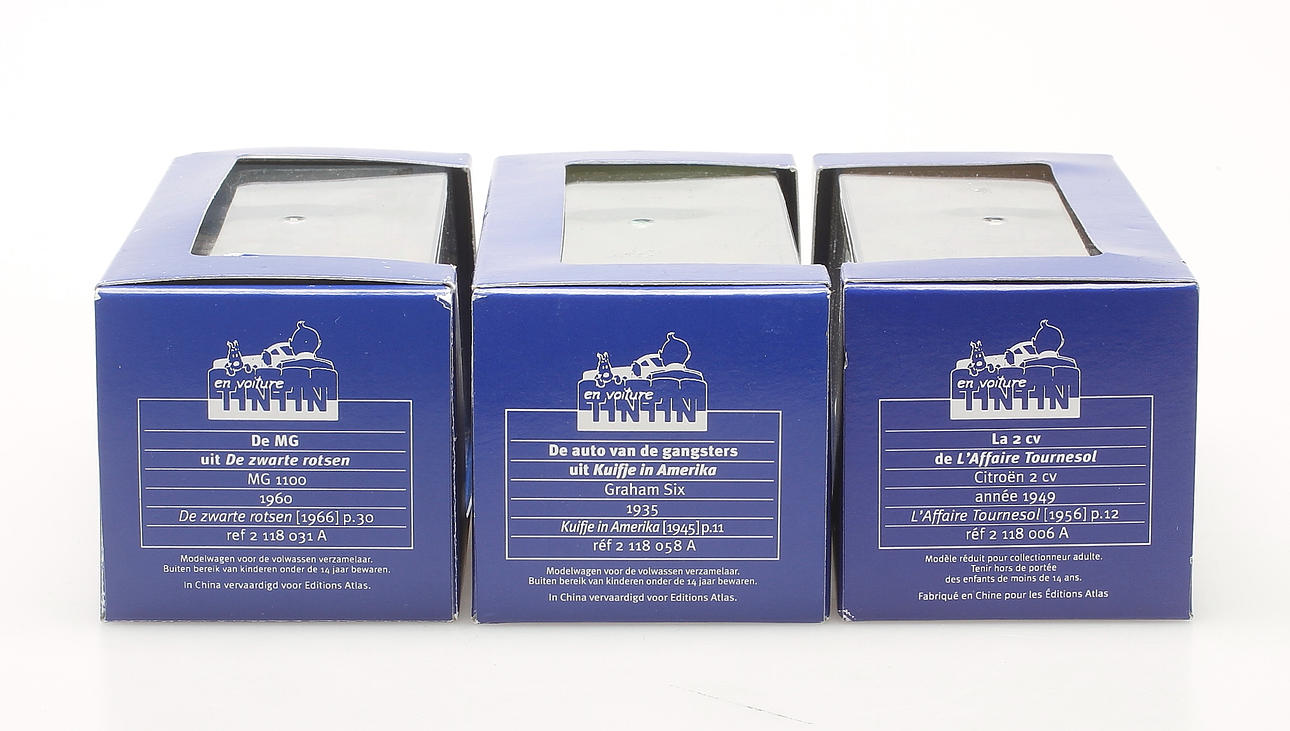 en voiture
TINTIN
De MG
uit De zwarte rotsen
MG 1100
1960
De zwarte rotsen [1966] p.30
ref 2 118 031 A
Modelwagen voor de volwassen verzamelaar.
Buiten bereik van kinderen onder de 14 jaar bewaren.
In China vervaardigd voor Editions Atlas.
en voiture
TINTIN
De auto van de gangsters
uit Kuifje in Amerika
Graham Six
1935
Kuifje in Amerika [1945] p.11
réf 2 118 058 A
Modelwagen voor de volwassen verzamelaar.
Buiten bereik van kinderen onder de 14 jaar bewaren.
In China vervaardigd voor Editions Atlas.
en voiture
TINTIN
La 2 cv
de L'Affaire Tournesol
Citroën 2 cv
année 1949
L'Affaire Tournesol [1956] p.12
réf 2 118 006 A
Modèle réduit pour collectionneur adulte.
Tenir hors de portée
des enfants de moins de 14 ans.
Fabriqué en Chine pour les Éditions Atlas